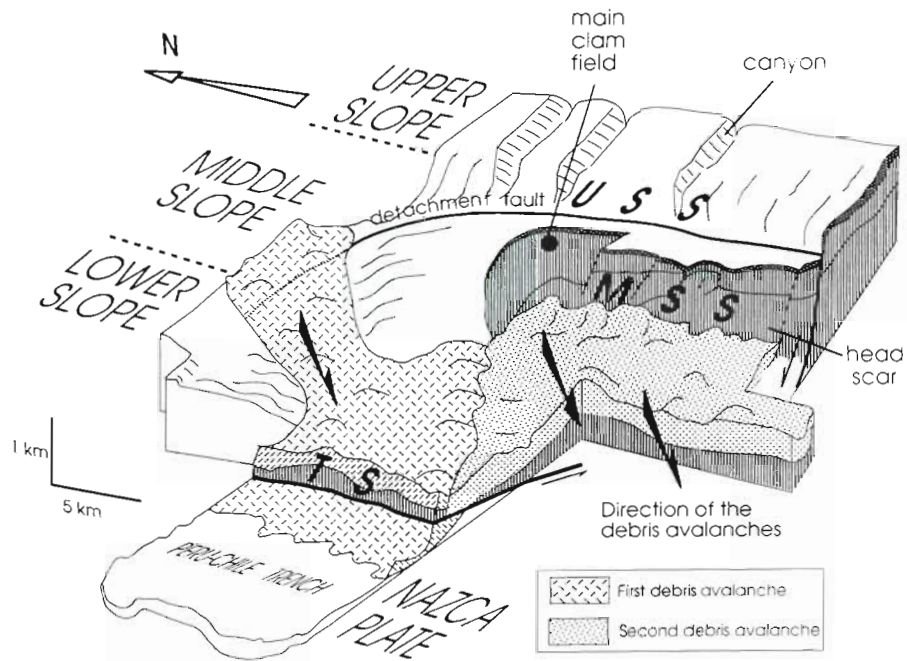 N
main
clam
field
canyon
UPPER
SLOPE
MIDDLE
SLOPE
LOWER
SLOPE
detachment fault
U S S
M S S
head
scar
1 km
5 km
T S
Direction of the
debris avalanches
PERU-CHILE TRENCH
NAZCA
PLATE
First debris avalanche
Second debris avalanche